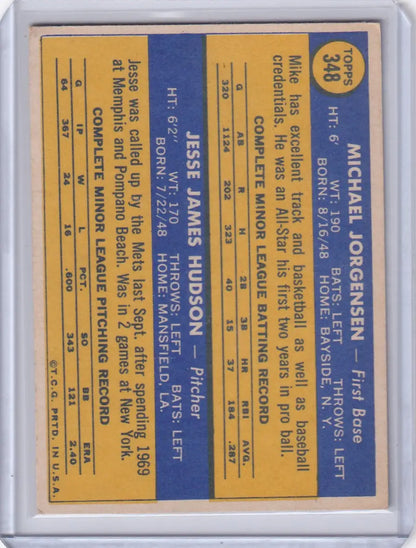 TOPPS
348
MICHAEL JORGENSEN — First Base
HT: 6' WT: 190 BATS: LEFT THROWS: LEFT
BORN: 8/16/48 HOME: BAYSIDE, N. Y.
Mike has excellent track and basketball as well as baseball
credentials. He was an All-Star his first two years in pro ball.
COMPLETE MINOR LEAGUE BATTING RECORD
G AB R H 2B 3B HR RBI AVG.
320 1124 202 323 40 15 37 184 .287
JESSE JAMES HUDSON — Pitcher
HT: 6'2" WT: 170 THROWS: LEFT BATS: LEFT
BORN: 7/22/48 HOME: MANSFIELD, LA.
Jesse was called up by the Mets last Sept. after spending 1969
at Memphis and Pompano Beach. Was in 2 games at New York.
COMPLETE MINOR LEAGUE PITCHING RECORD
G IP W L PCT. SO BB ERA
64 367 24 16 .600 343 121 2.40
©T.C.G. PRTD. IN U.S.A.